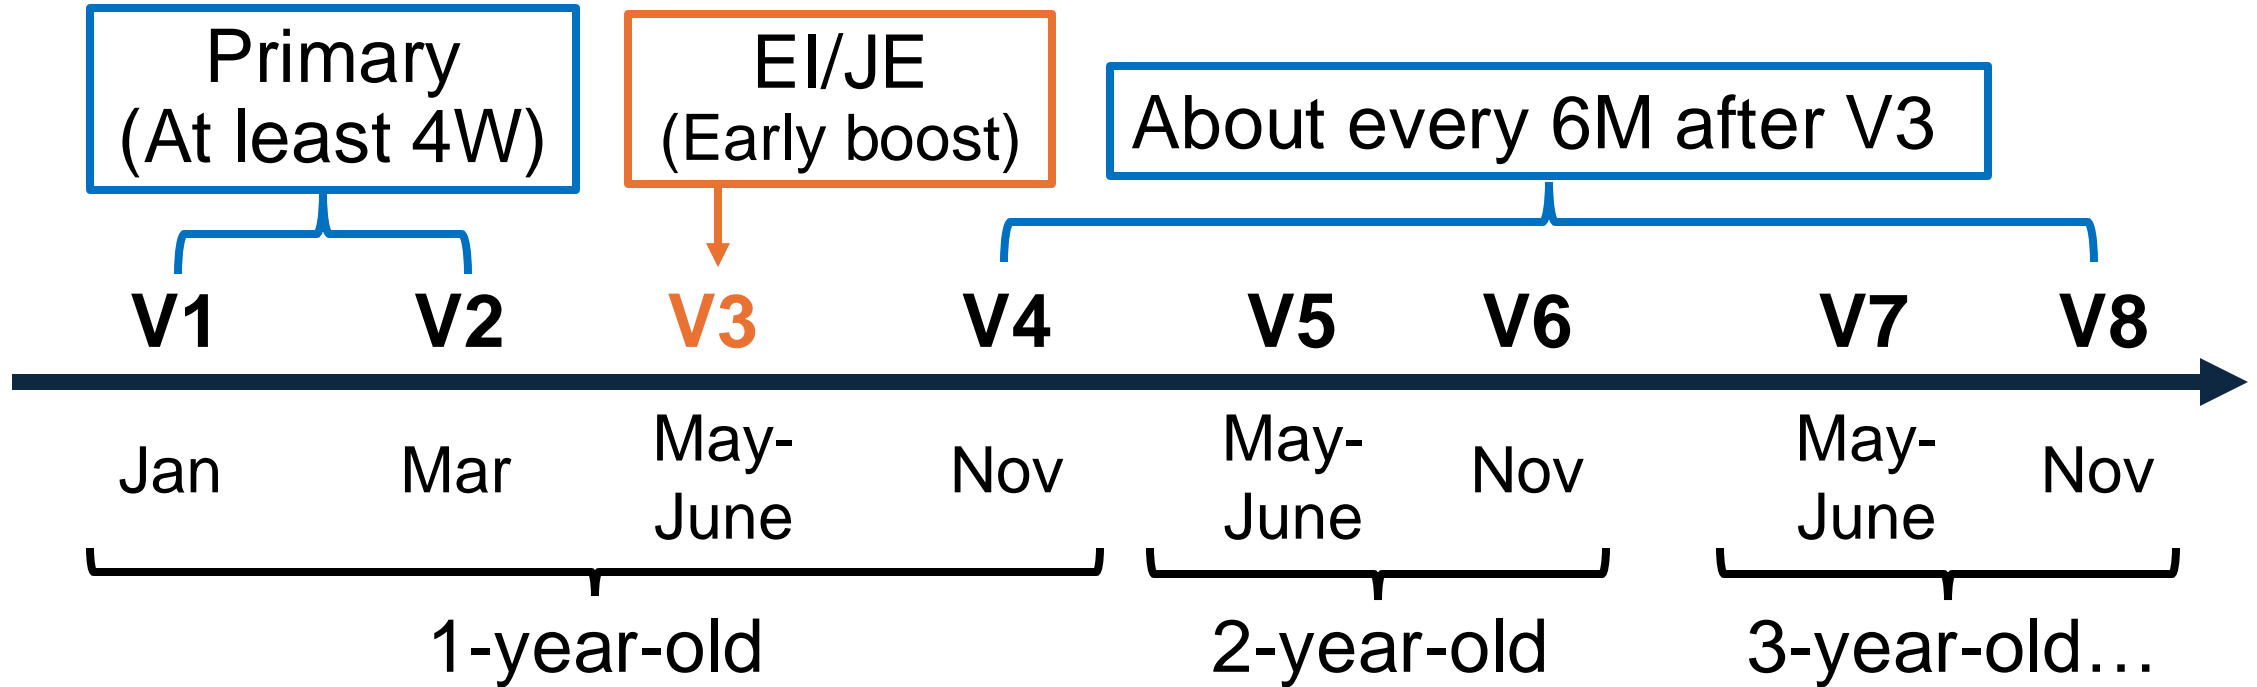 Primary
(At least 4W)
EI/JE
(Early boost)
About every 6M after V3
V1 V2 V3 V4 V5 V6 V7 V8
Jan Mar May-June Nov May-June Nov May-June Nov
1-year-old 2-year-old 3-year-old…